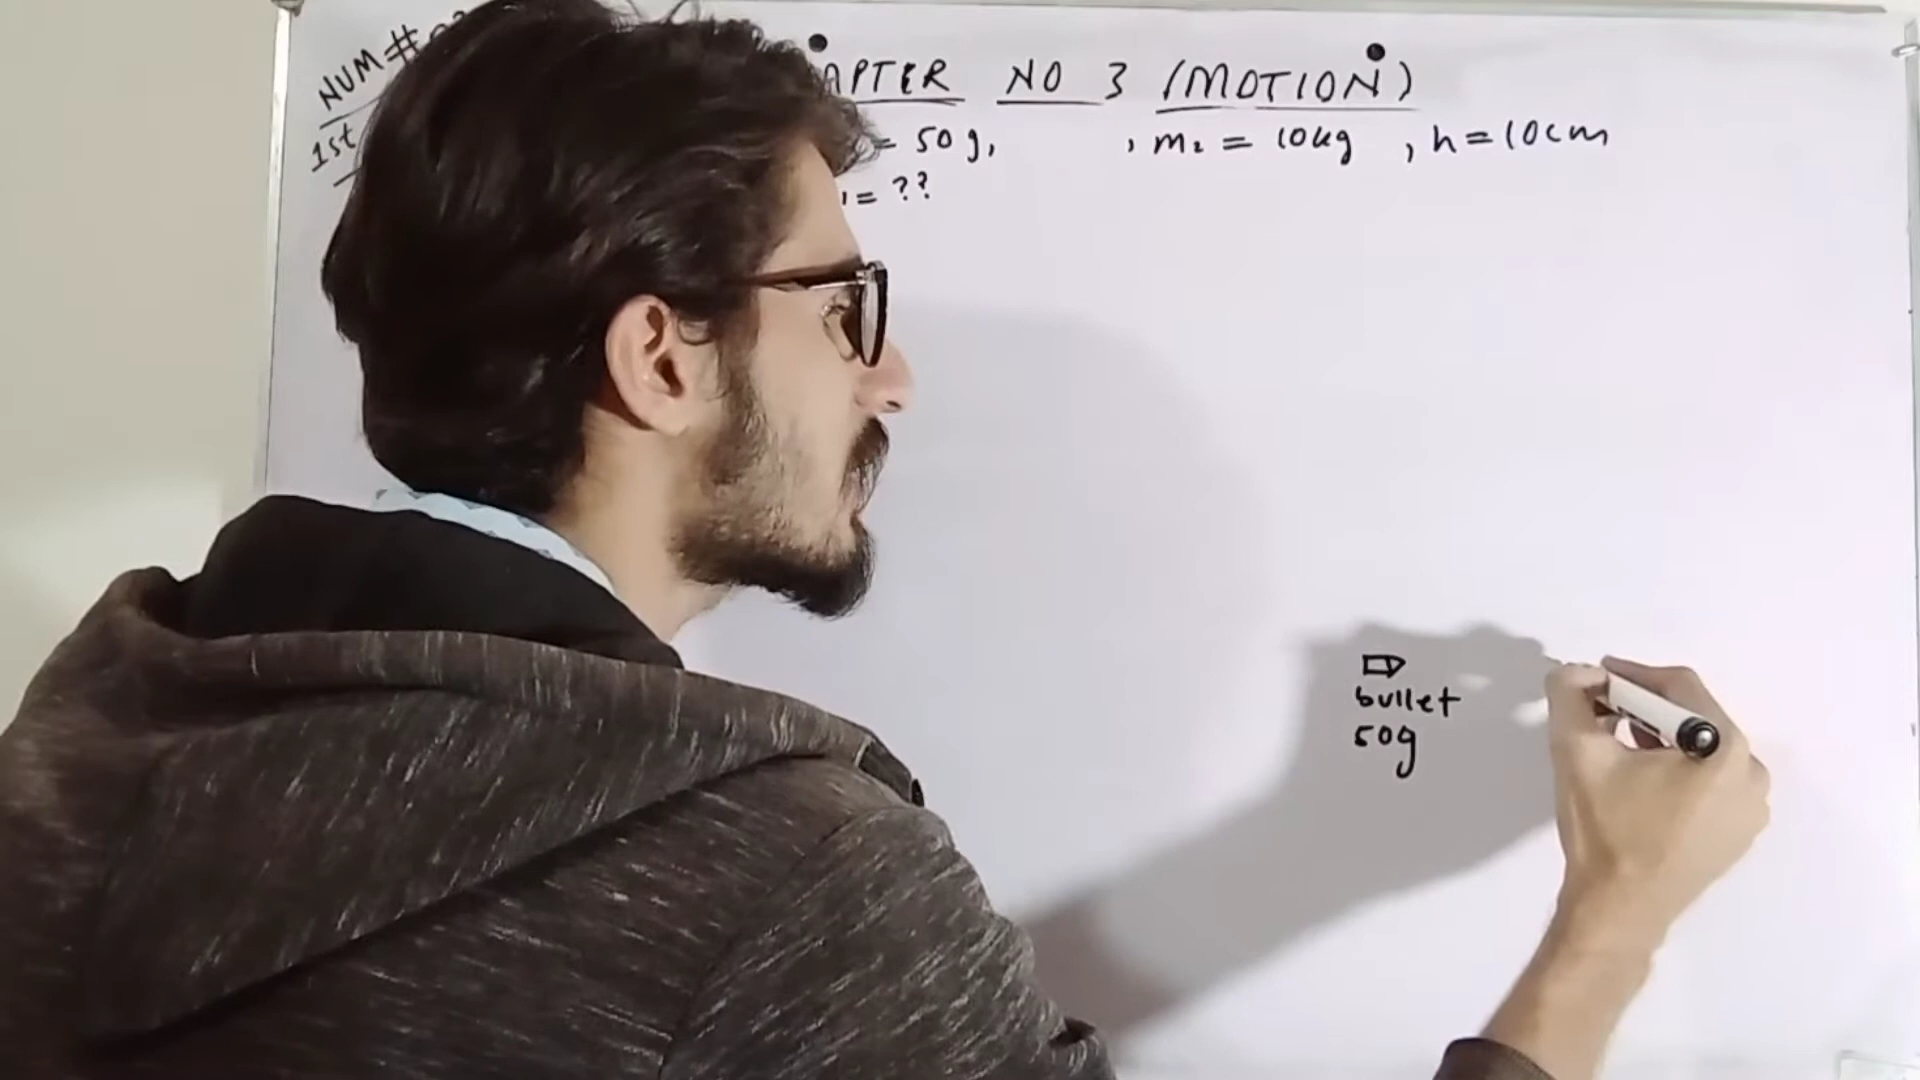 NUM#
APTER NO 3 (MOTION)
1st = 50g, , m₂ = 10kg , h=10cm
= ??
bullet
50g